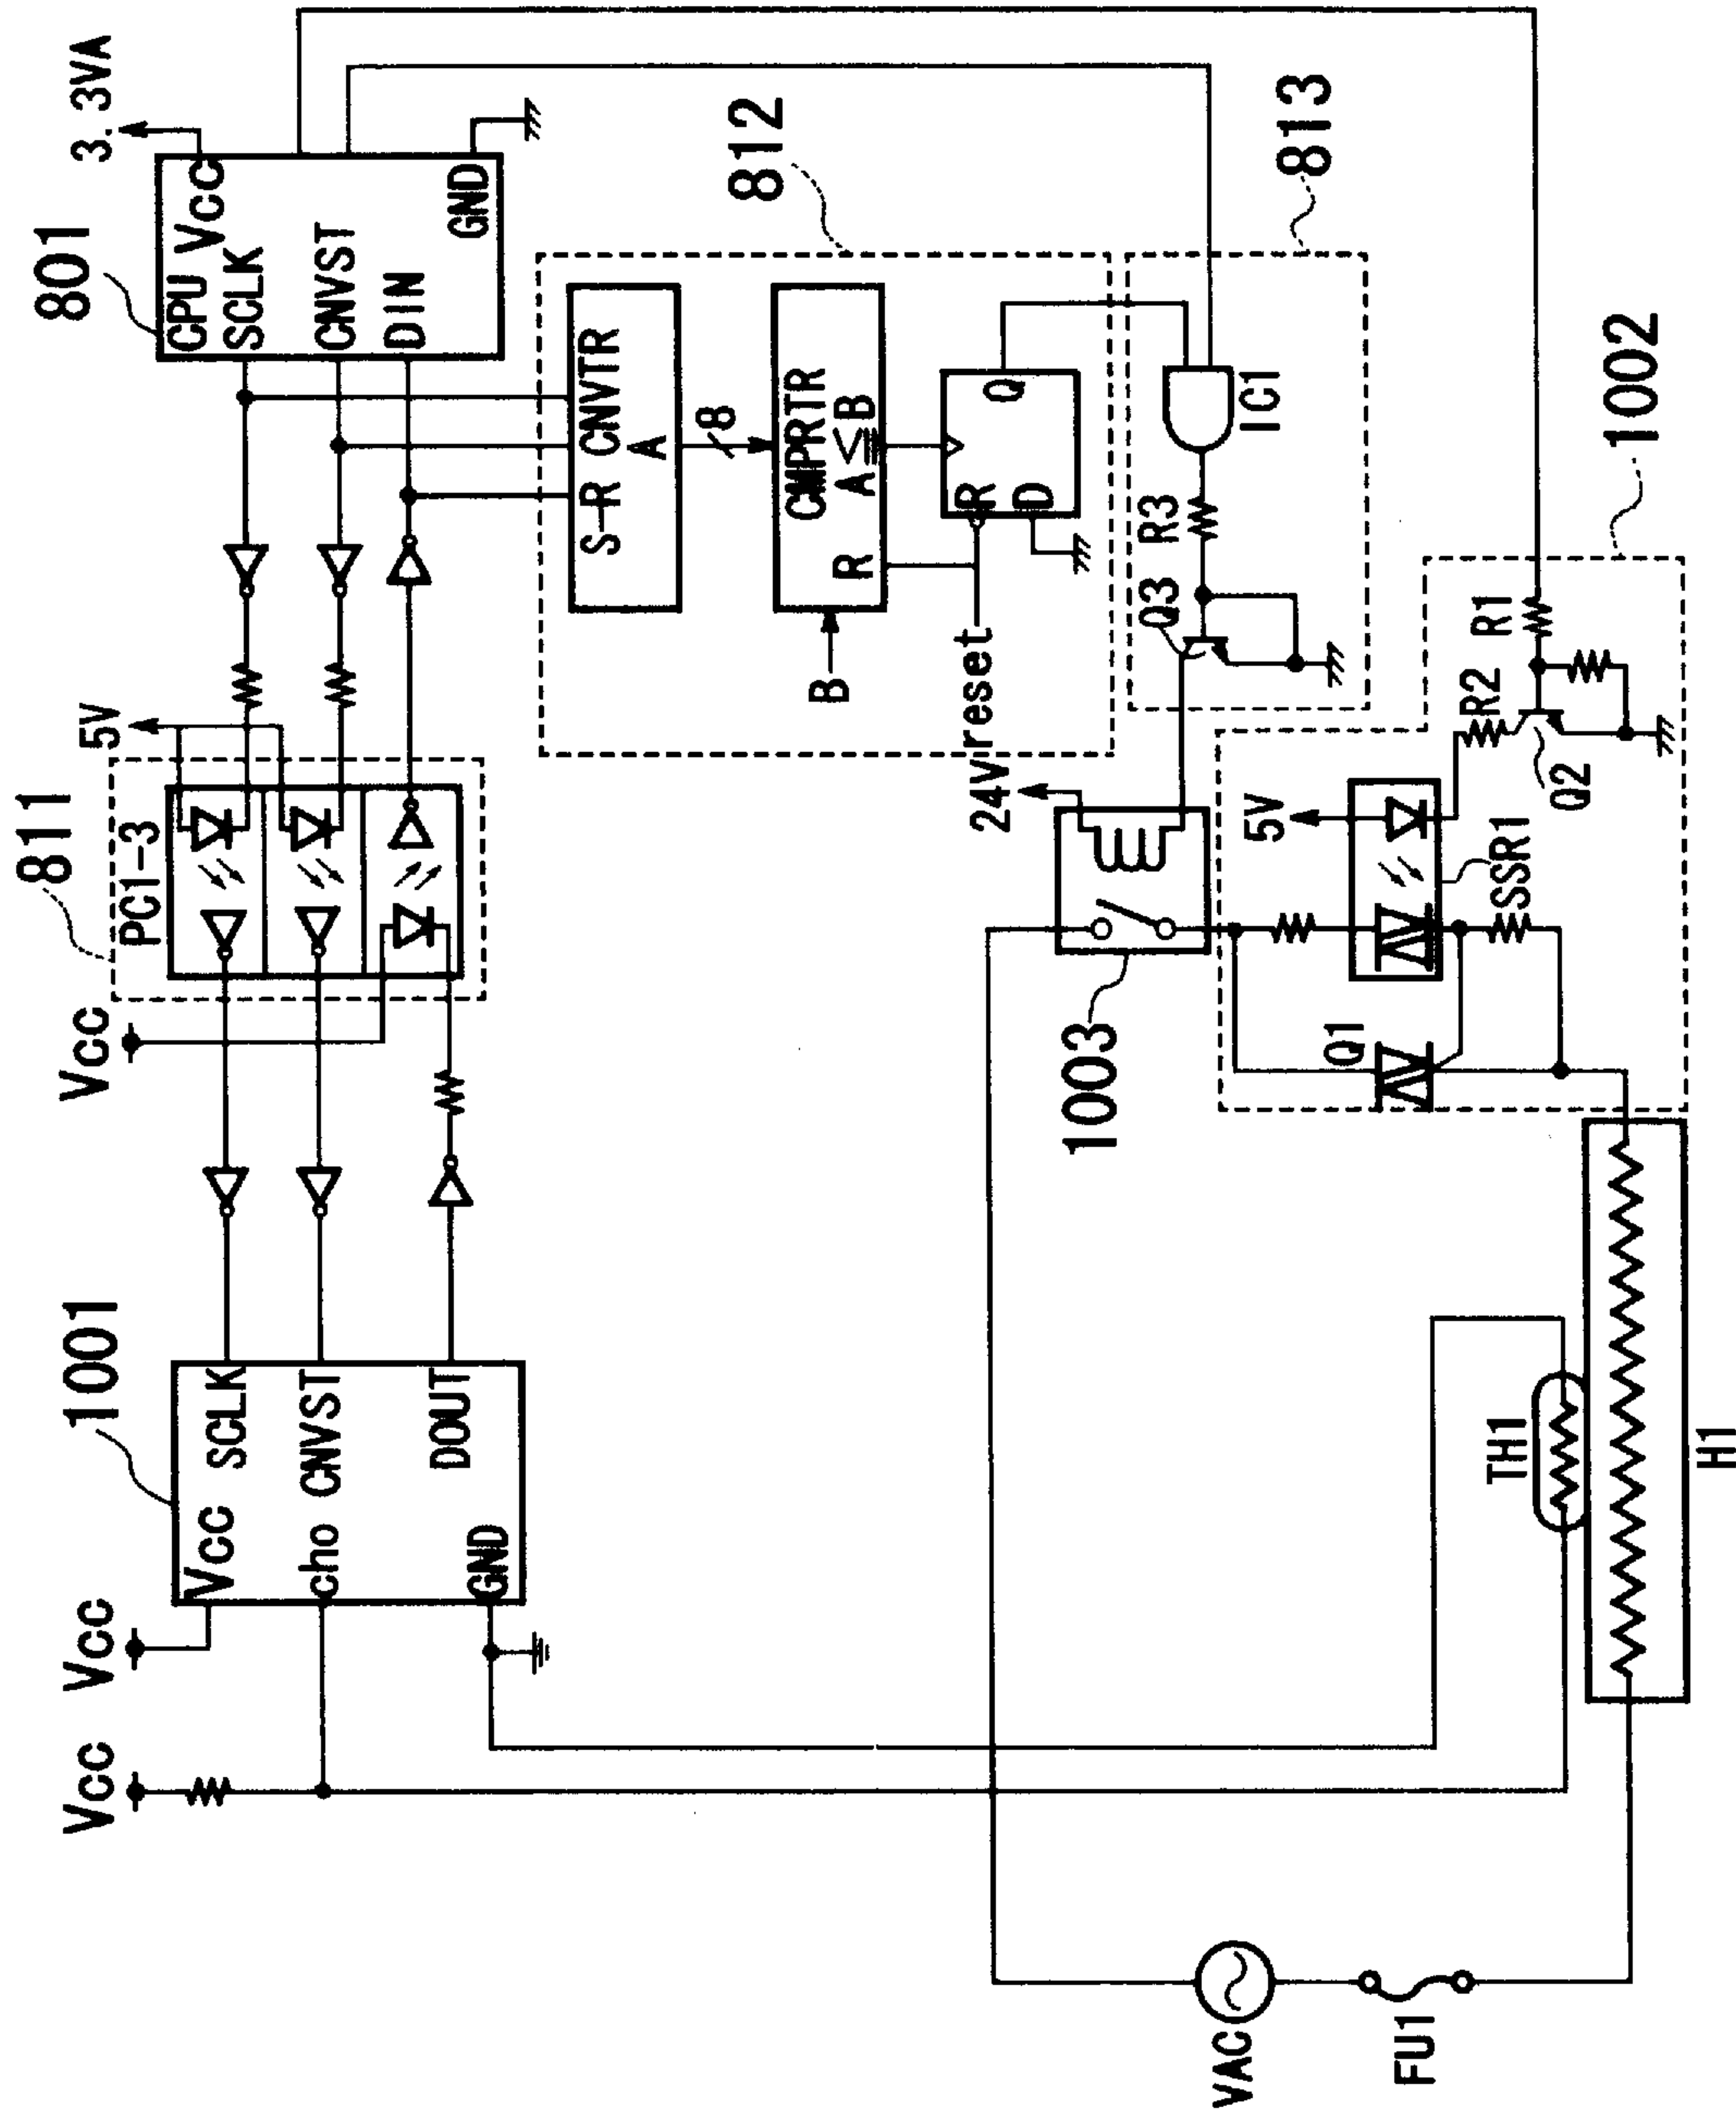 1001
Vcc
Vcc
Vcc
SCLK
cho
CNVST
GND
DOUT
Vcc
811
PC1-3
5V
801
CPU
Vcc
SCLK
CNVST
DIN
GND
3. 3VA
812
S-R CNVTR
A
8
CMPRTR
A≦B
R
B
R
D
Q
reset
813
IC1
R3
Q3
24V
1003
1002
5V
R2
R1
Q2
SSR1
Q1
TH1
H1
VAC
FU1